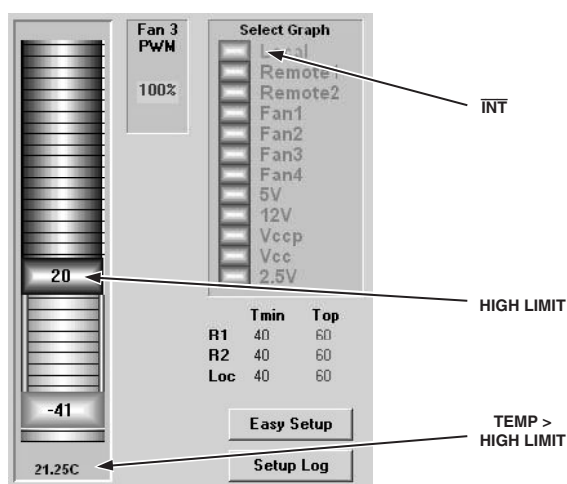 Fan 3
PWM
100%
Select Graph
Local
Remote1
Remote2
Fan1
Fan2
Fan3
Fan4
5V
12V
Vccp
Vcc
2.5V
INT
20
HIGH LIMIT
Tmin Top
R1 40 60
R2 40 60
Loc 40 60
-41
Easy Setup
TEMP >
HIGH LIMIT
21.25C
Setup Log